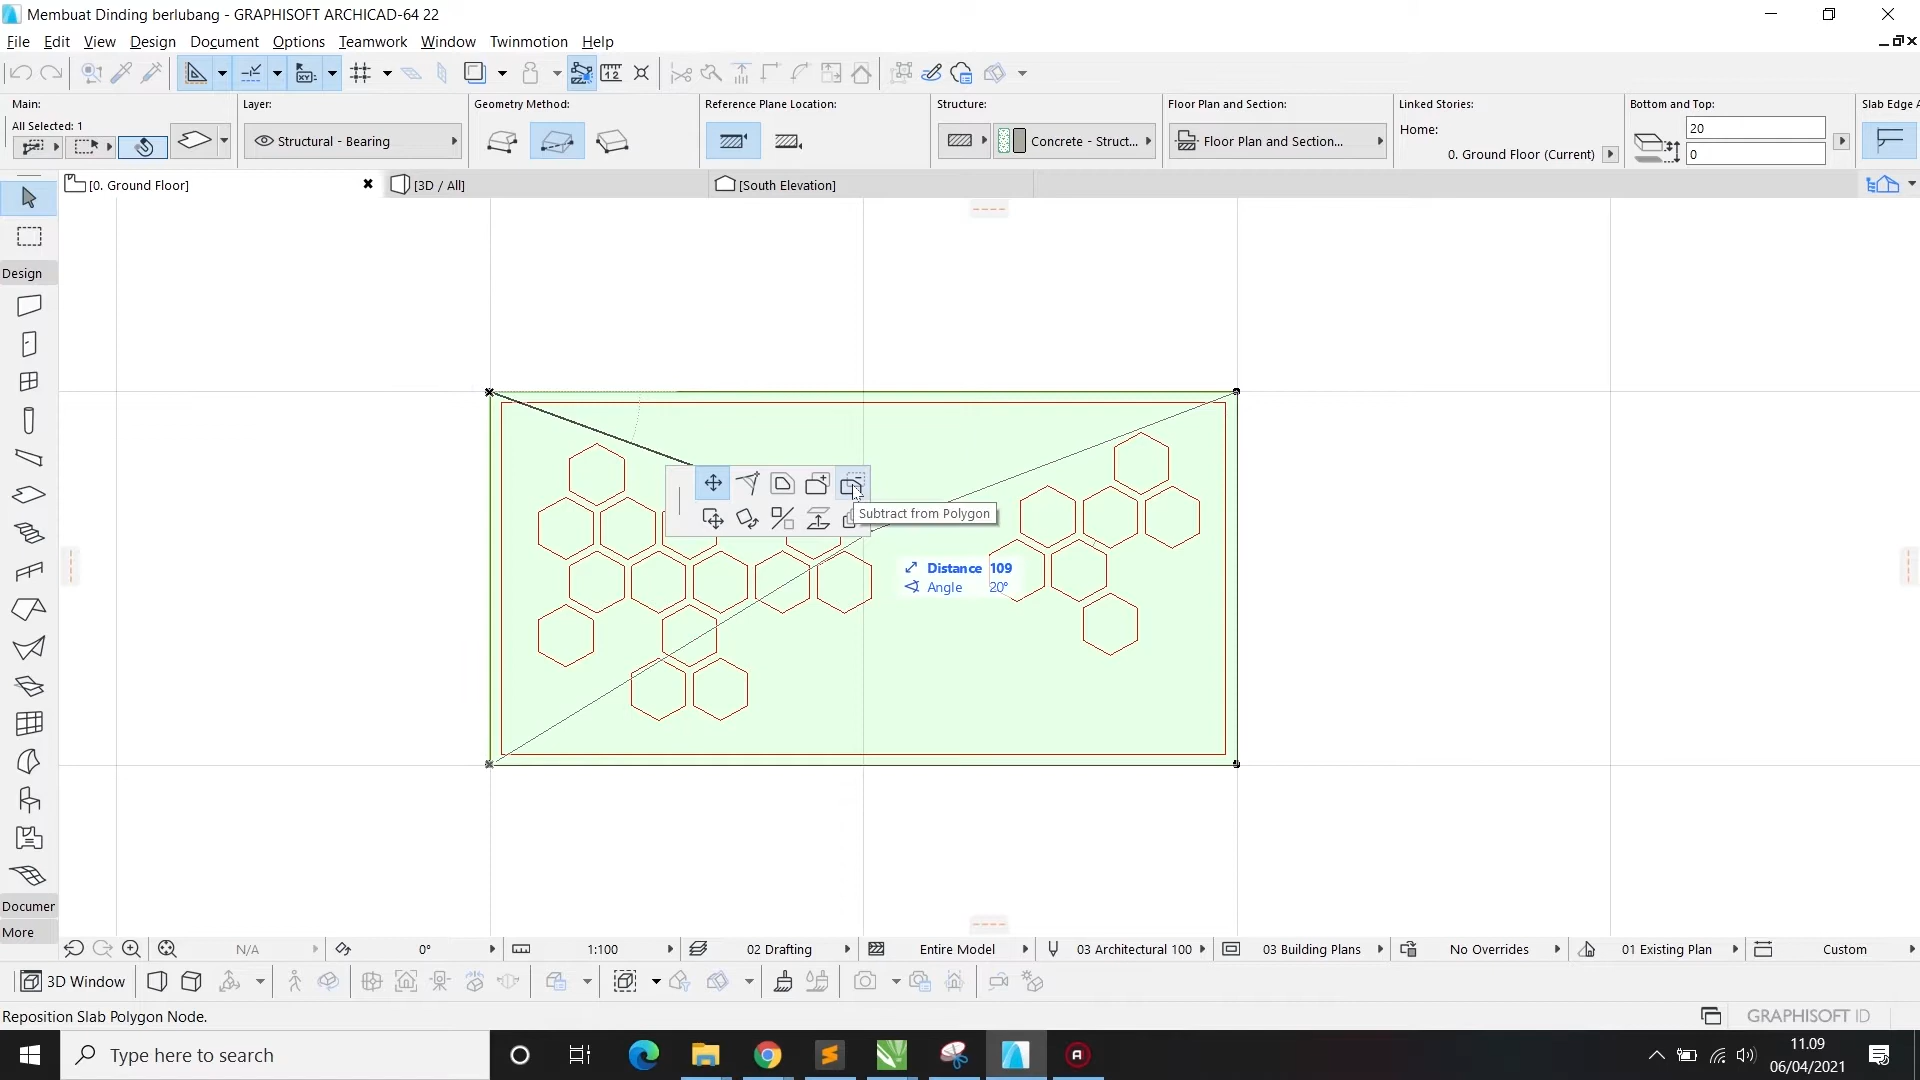 Membuat Dinding berlubang - GRAPHISOFT ARCHICAD-64 22
File Edit View Design Document Options Teamwork Window Twinmotion Help
Main:
All Selected: 1
Layer:
Structural - Bearing
Geometry Method:
Reference Plane Location:
Structure:
Concrete - Struct...
Floor Plan and Section:
Floor Plan and Section...
Linked Stories:
Home:
0. Ground Floor (Current)
Bottom and Top:
20
0
Slab Edge A
[0. Ground Floor]
[3D / All]
[South Elevation]
Design
Subtract from Polygon
Distance 109
Angle 20°
Documen
More
N/A
0°
1:100
02 Drafting
Entire Model
03 Architectural 100
03 Building Plans
No Overrides
01 Existing Plan
Custom
3D Window
Reposition Slab Polygon Node.
GRAPHISOFT ID
Type here to search
11.09
06/04/2021